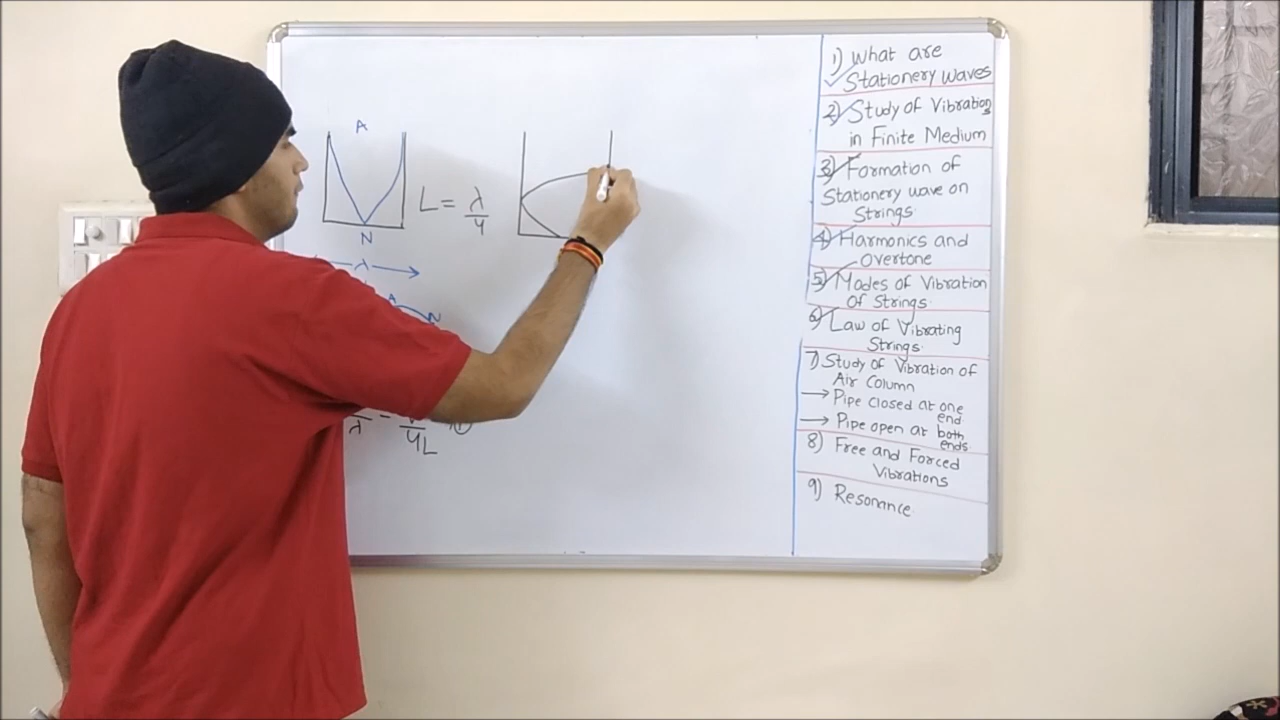 A
N
L = λ/4
λ
A
N
λ = 4L ①
1) What are
Stationery waves
2) Study of Vibrations
in Finite Medium
3) Formation of
Stationery wave on
Strings.
4) Harmonics and
Overtone
5) Modes of Vibration
of Strings.
6) Law of Vibrating
Strings.
7) Study of Vibration of
Air Column
→ Pipe closed at one
end
→ Pipe open at both
ends.
8) Free and Forced
Vibrations
9) Resonance